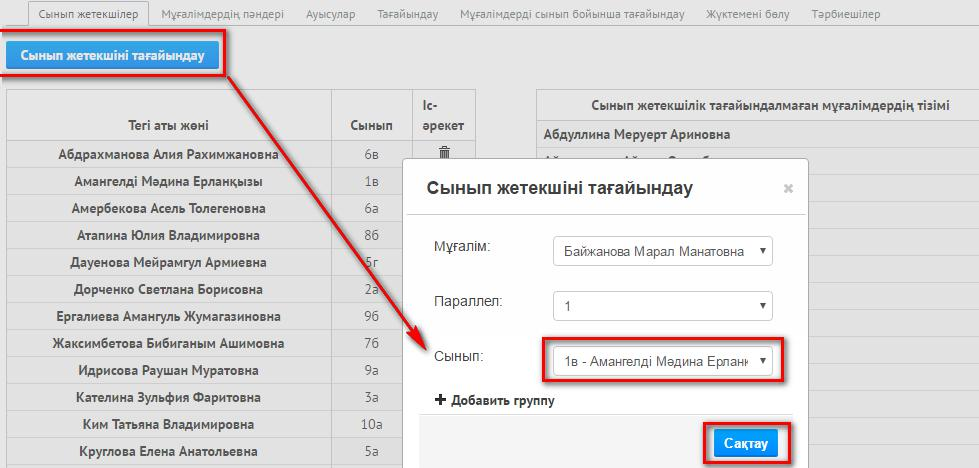 Сынып жетекшілер Мұғалімдердің пәндері Ауысулар Тағайындау Мұғалімдерді сынып бойынша тағайындау Жүктемені бөлу Тәрбиешілер
Сынып жетекшіні тағайындау
Тегі аты жөні Сынып Іс-әрекет
Абдрахманова Алия Рахимжановна 6в
Амангелді Мәдина Ерланқызы 1в
Амербекова Асель Толегеновна 6а
Атапина Юлия Владимировна 8б
Дауенова Мейрамгул Армиевна 5г
Дорченко Светлана Борисовна 2а
Ергалиева Амангуль Жумагазиновна 9б
Жаксимбетова Бибиганым Ашимовна 7б
Идрисова Раушан Муратовна 9а
Кателина Зульфия Фаритовна 3а
Ким Татьяна Владимировна 10а
Круглова Елена Анатольевна 5а
Сынып жетекшілік тағайындалмаған мұғалімдердің тізімі
Абдуллина Меруерт Ариновна
Сынып жетекшіні тағайындау ×
Мұғалім: Байжанова Марал Манатовна
Параллел: 1
Сынып: 1в - Амангелді Мәдина Ерланқ
+ Добавить группу
Сақтау